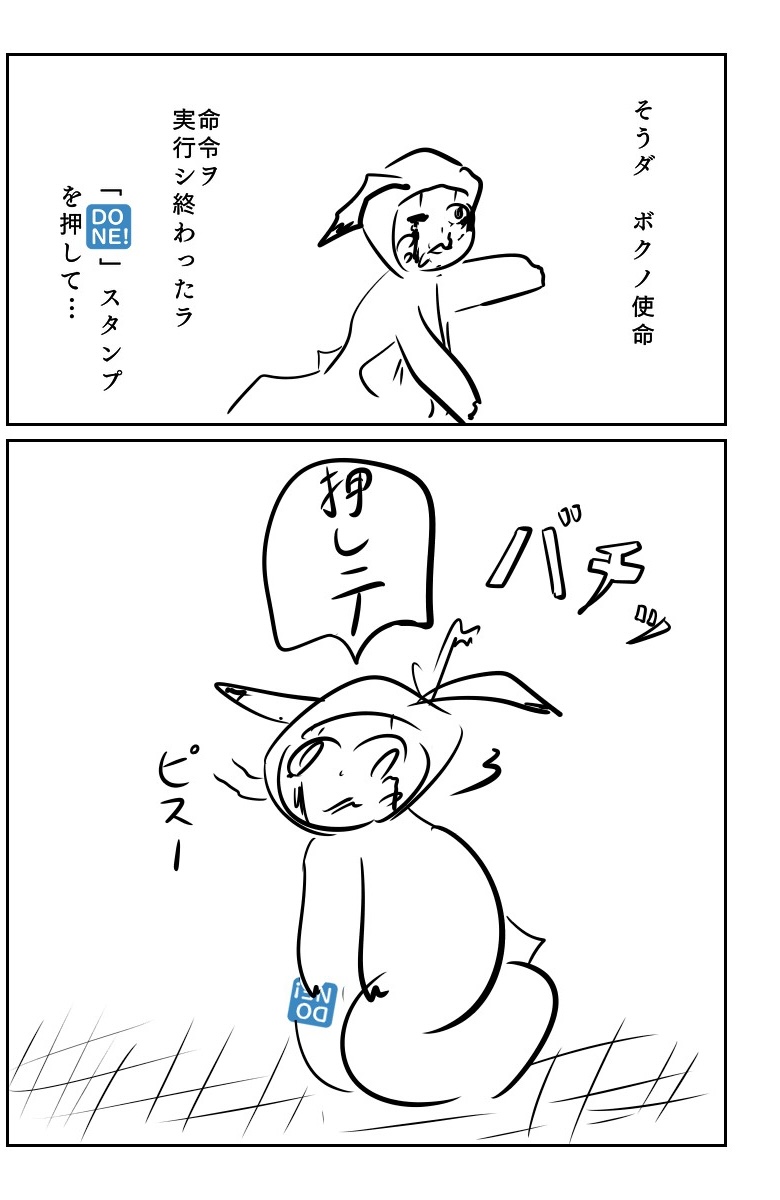 そうダ　ボクノ使命
命令ヲ
実行シ終わったラ
「DONE!」スタンプ
を押して…
押しテ
バチッ
ピスー
DONE!